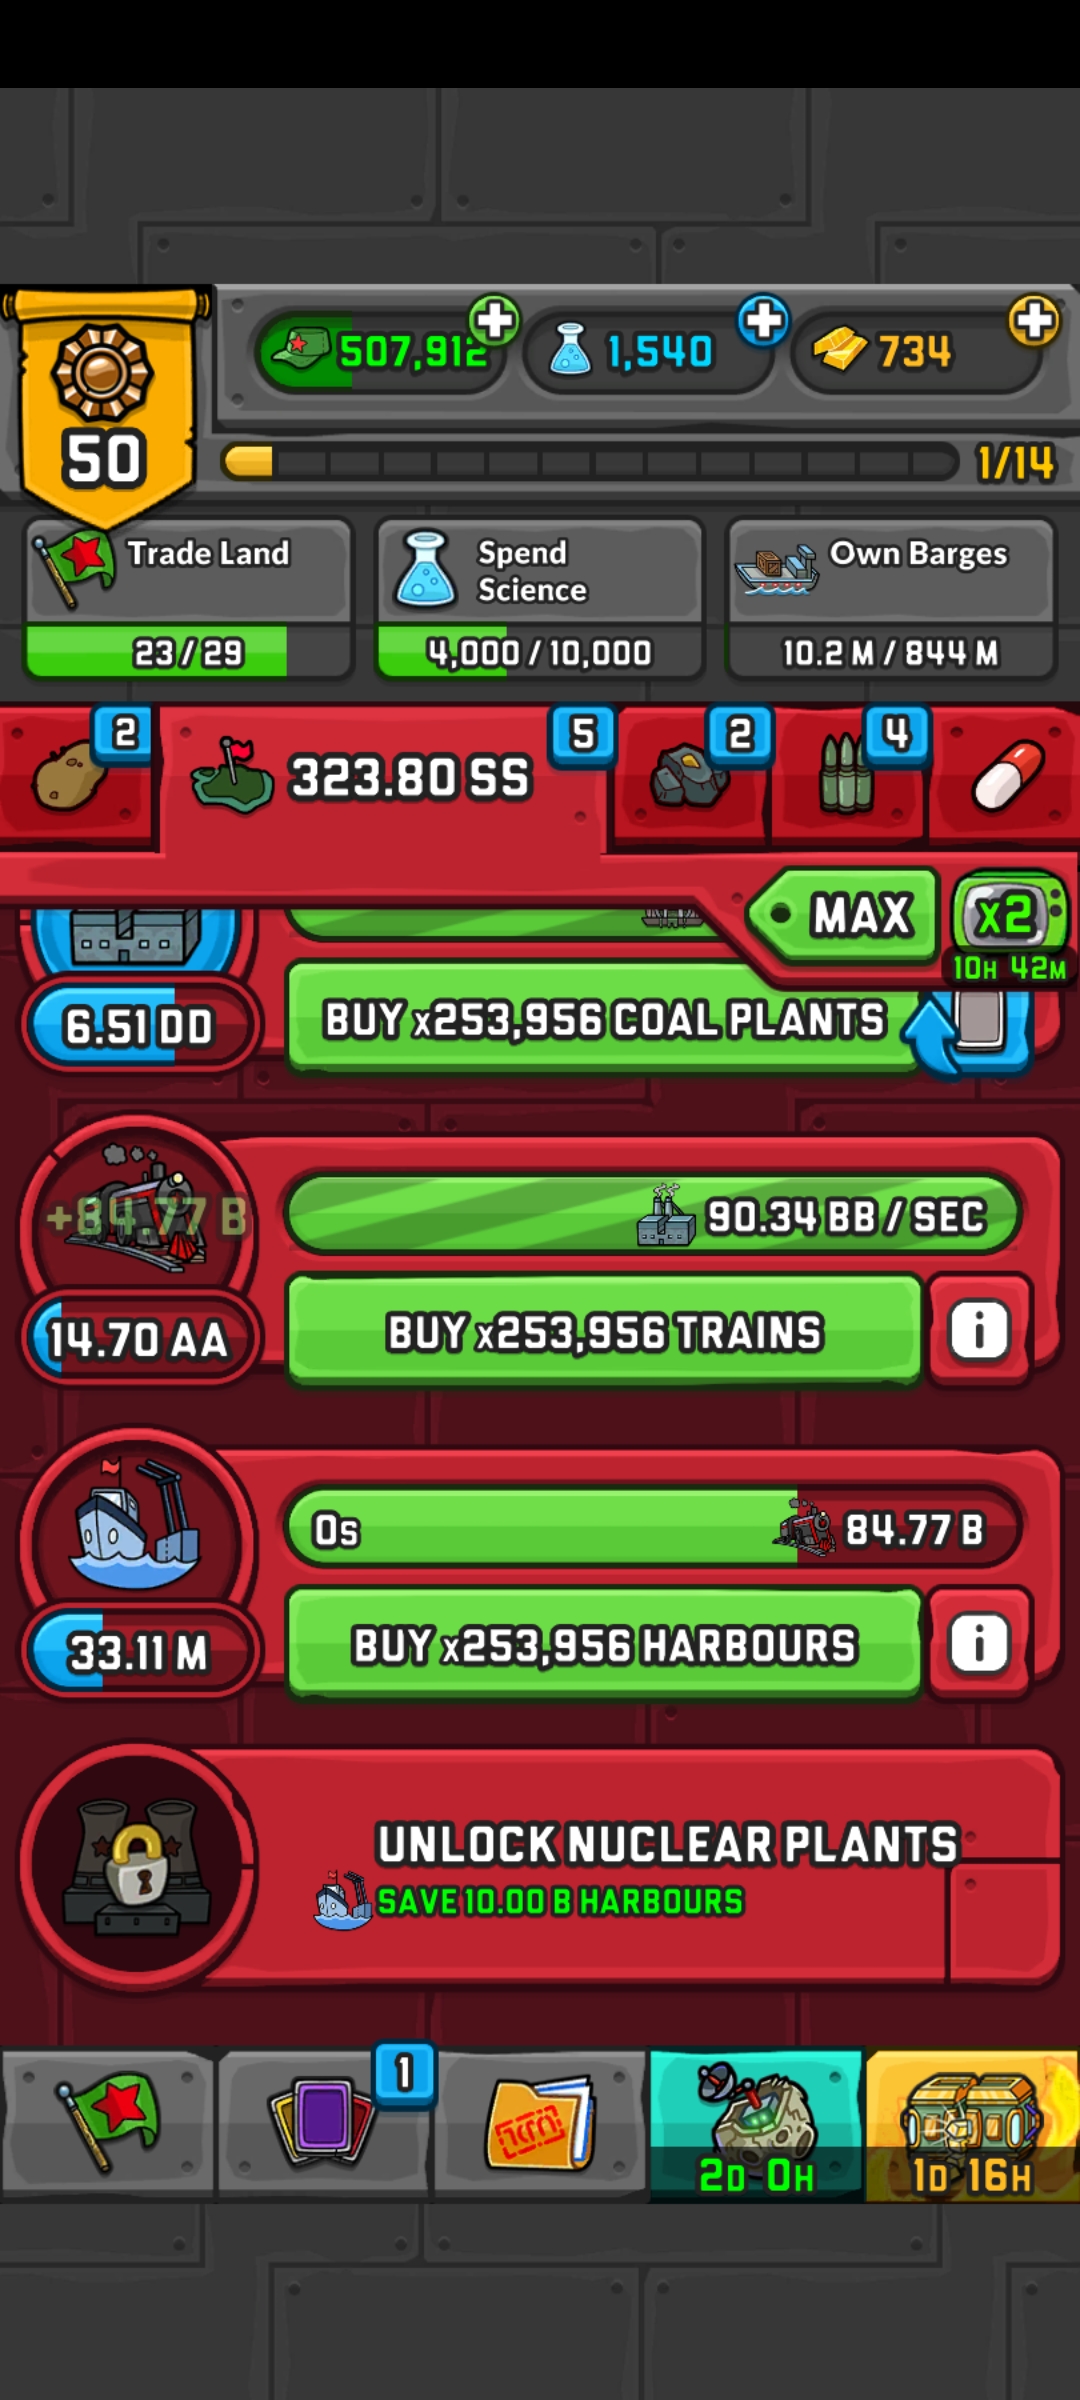 507,912
1,540
734
50
1/14
Trade Land
23/29
Spend
Science
4,000/10,000
Own Barges
10.2 M/844 M
2
323.80 SS
5
2
4
MAX
x2
10H 42M
6.51 DD
BUY x253,956 COAL PLANTS
+84.77 B
90.34 BB / SEC
14.70 AA
BUY x253,956 TRAINS
i
0s
84.77 B
33.11 M
BUY x253,956 HARBOURS
i
UNLOCK NUCLEAR PLANTS
SAVE 10.00 B HARBOURS
1
2D 0H
1D 16H